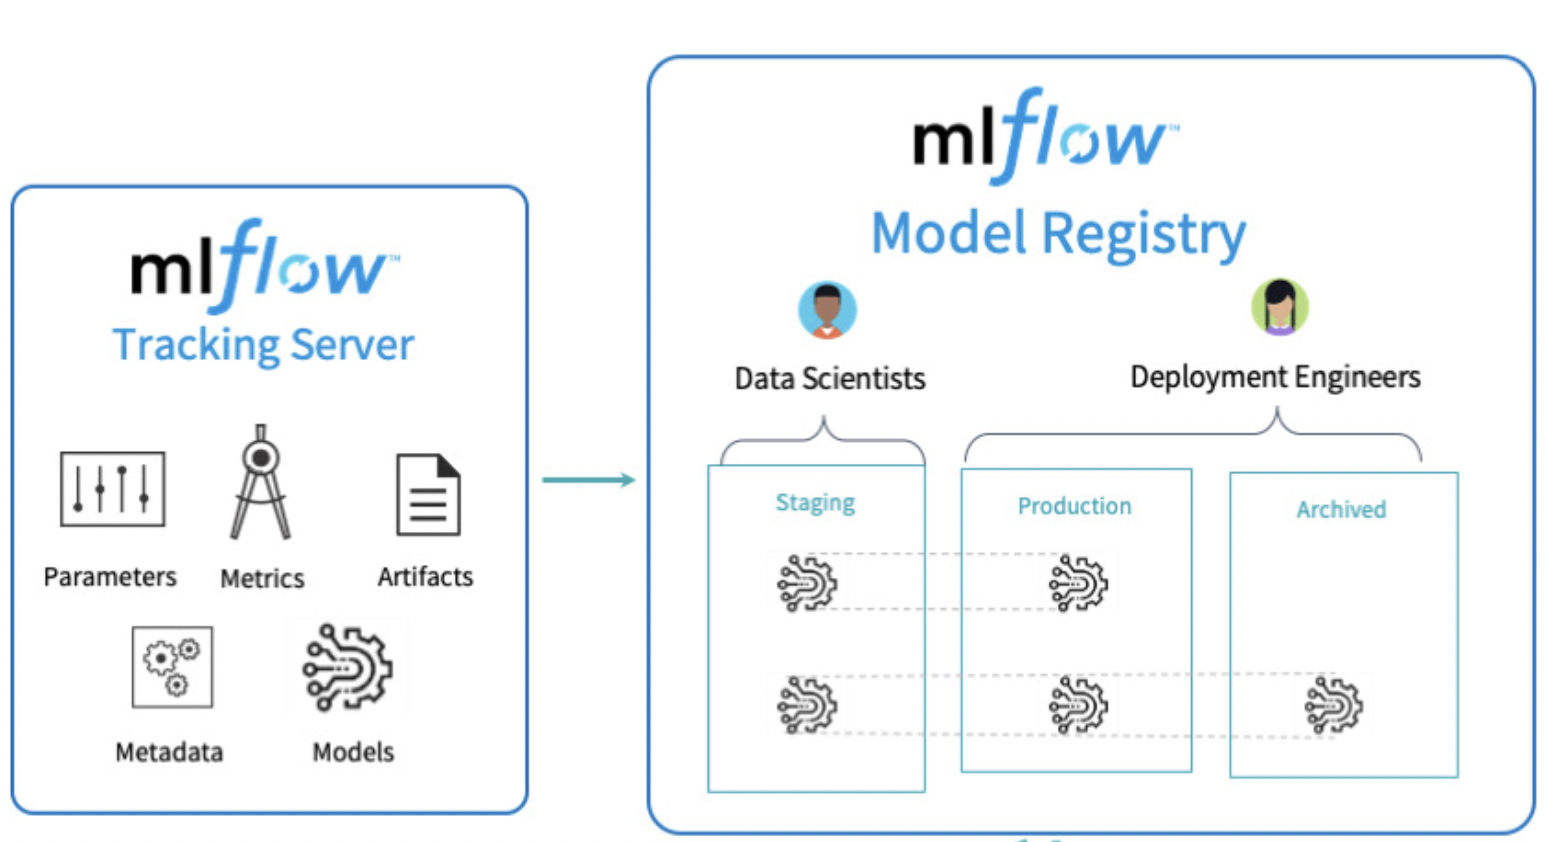 mlflow™
Tracking Server
Parameters
Metrics
Artifacts
Metadata
Models
mlflow™
Model Registry
Data Scientists
Deployment Engineers
Staging
Production
Archived